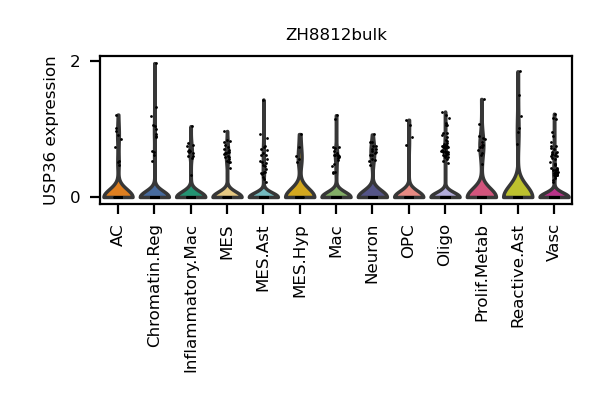 ZH8812bulk
USP36 expression
2
0
AC
Chromatin.Reg
Inflammatory.Mac
MES
MES.Ast
MES.Hyp
Mac
Neuron
OPC
Oligo
Prolif.Metab
Reactive.Ast
Vasc